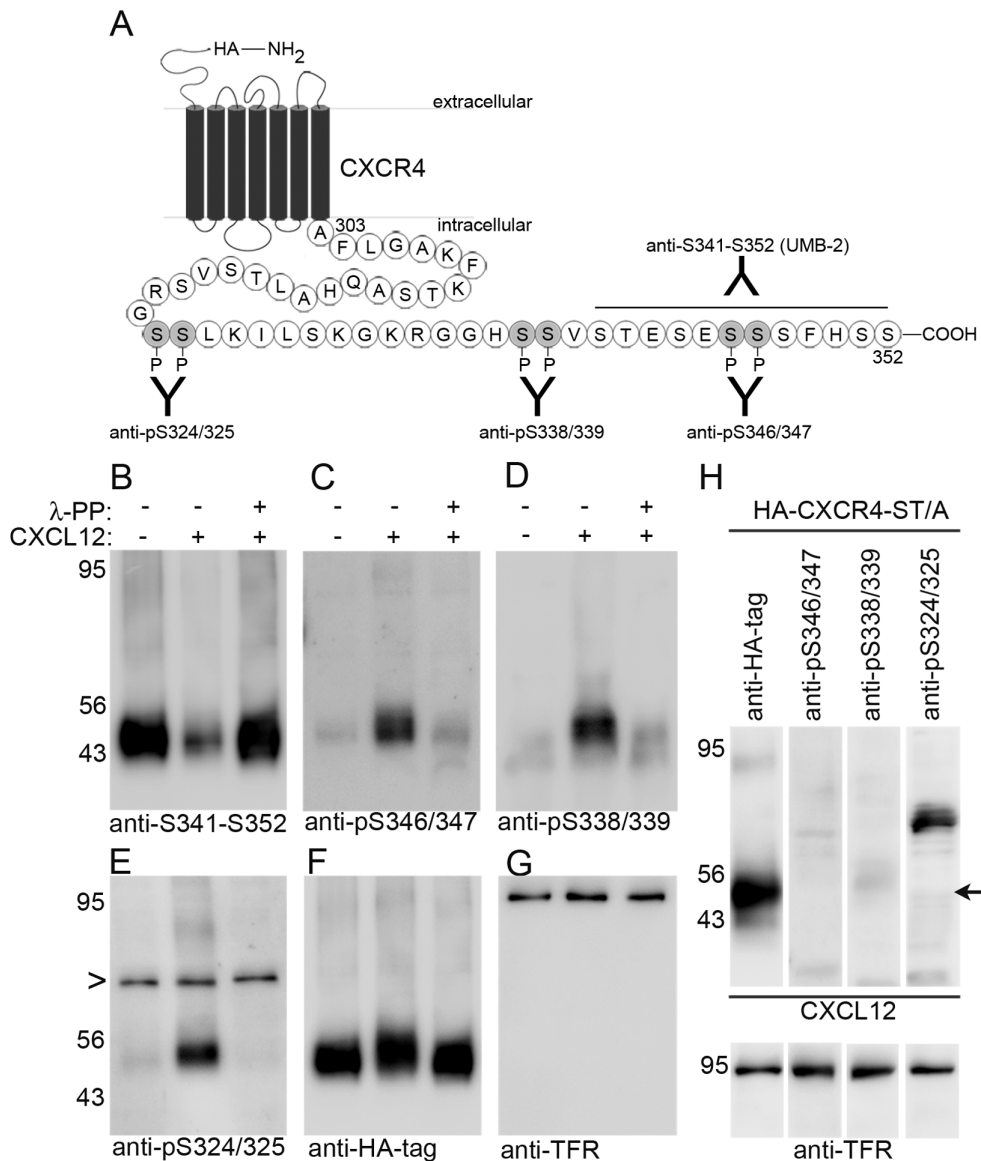 A
HA—NH2
extracellular
CXCR4
intracellular
303
A F L G A K F
G R S V S T L A H Q A S T K
anti-S341-S352 (UMB-2)
S S L K I L S K G K R G G H S S V S T E S E S S S F H S S —COOH
352
P P P P P P
anti-pS324/325 anti-pS338/339 anti-pS346/347
B C D H
λ-PP: - - + - - + - - +
CXCL12: - + + - + + - + +
HA-CXCR4-ST/A
anti-HA-tag
anti-pS346/347
anti-pS338/339
anti-pS324/325
95
56
43
anti-S341-S352 anti-pS346/347 anti-pS338/339
95
56
43
CXCL12
E F G
95
>
56
43
anti-pS324/325 anti-HA-tag anti-TFR
95
anti-TFR